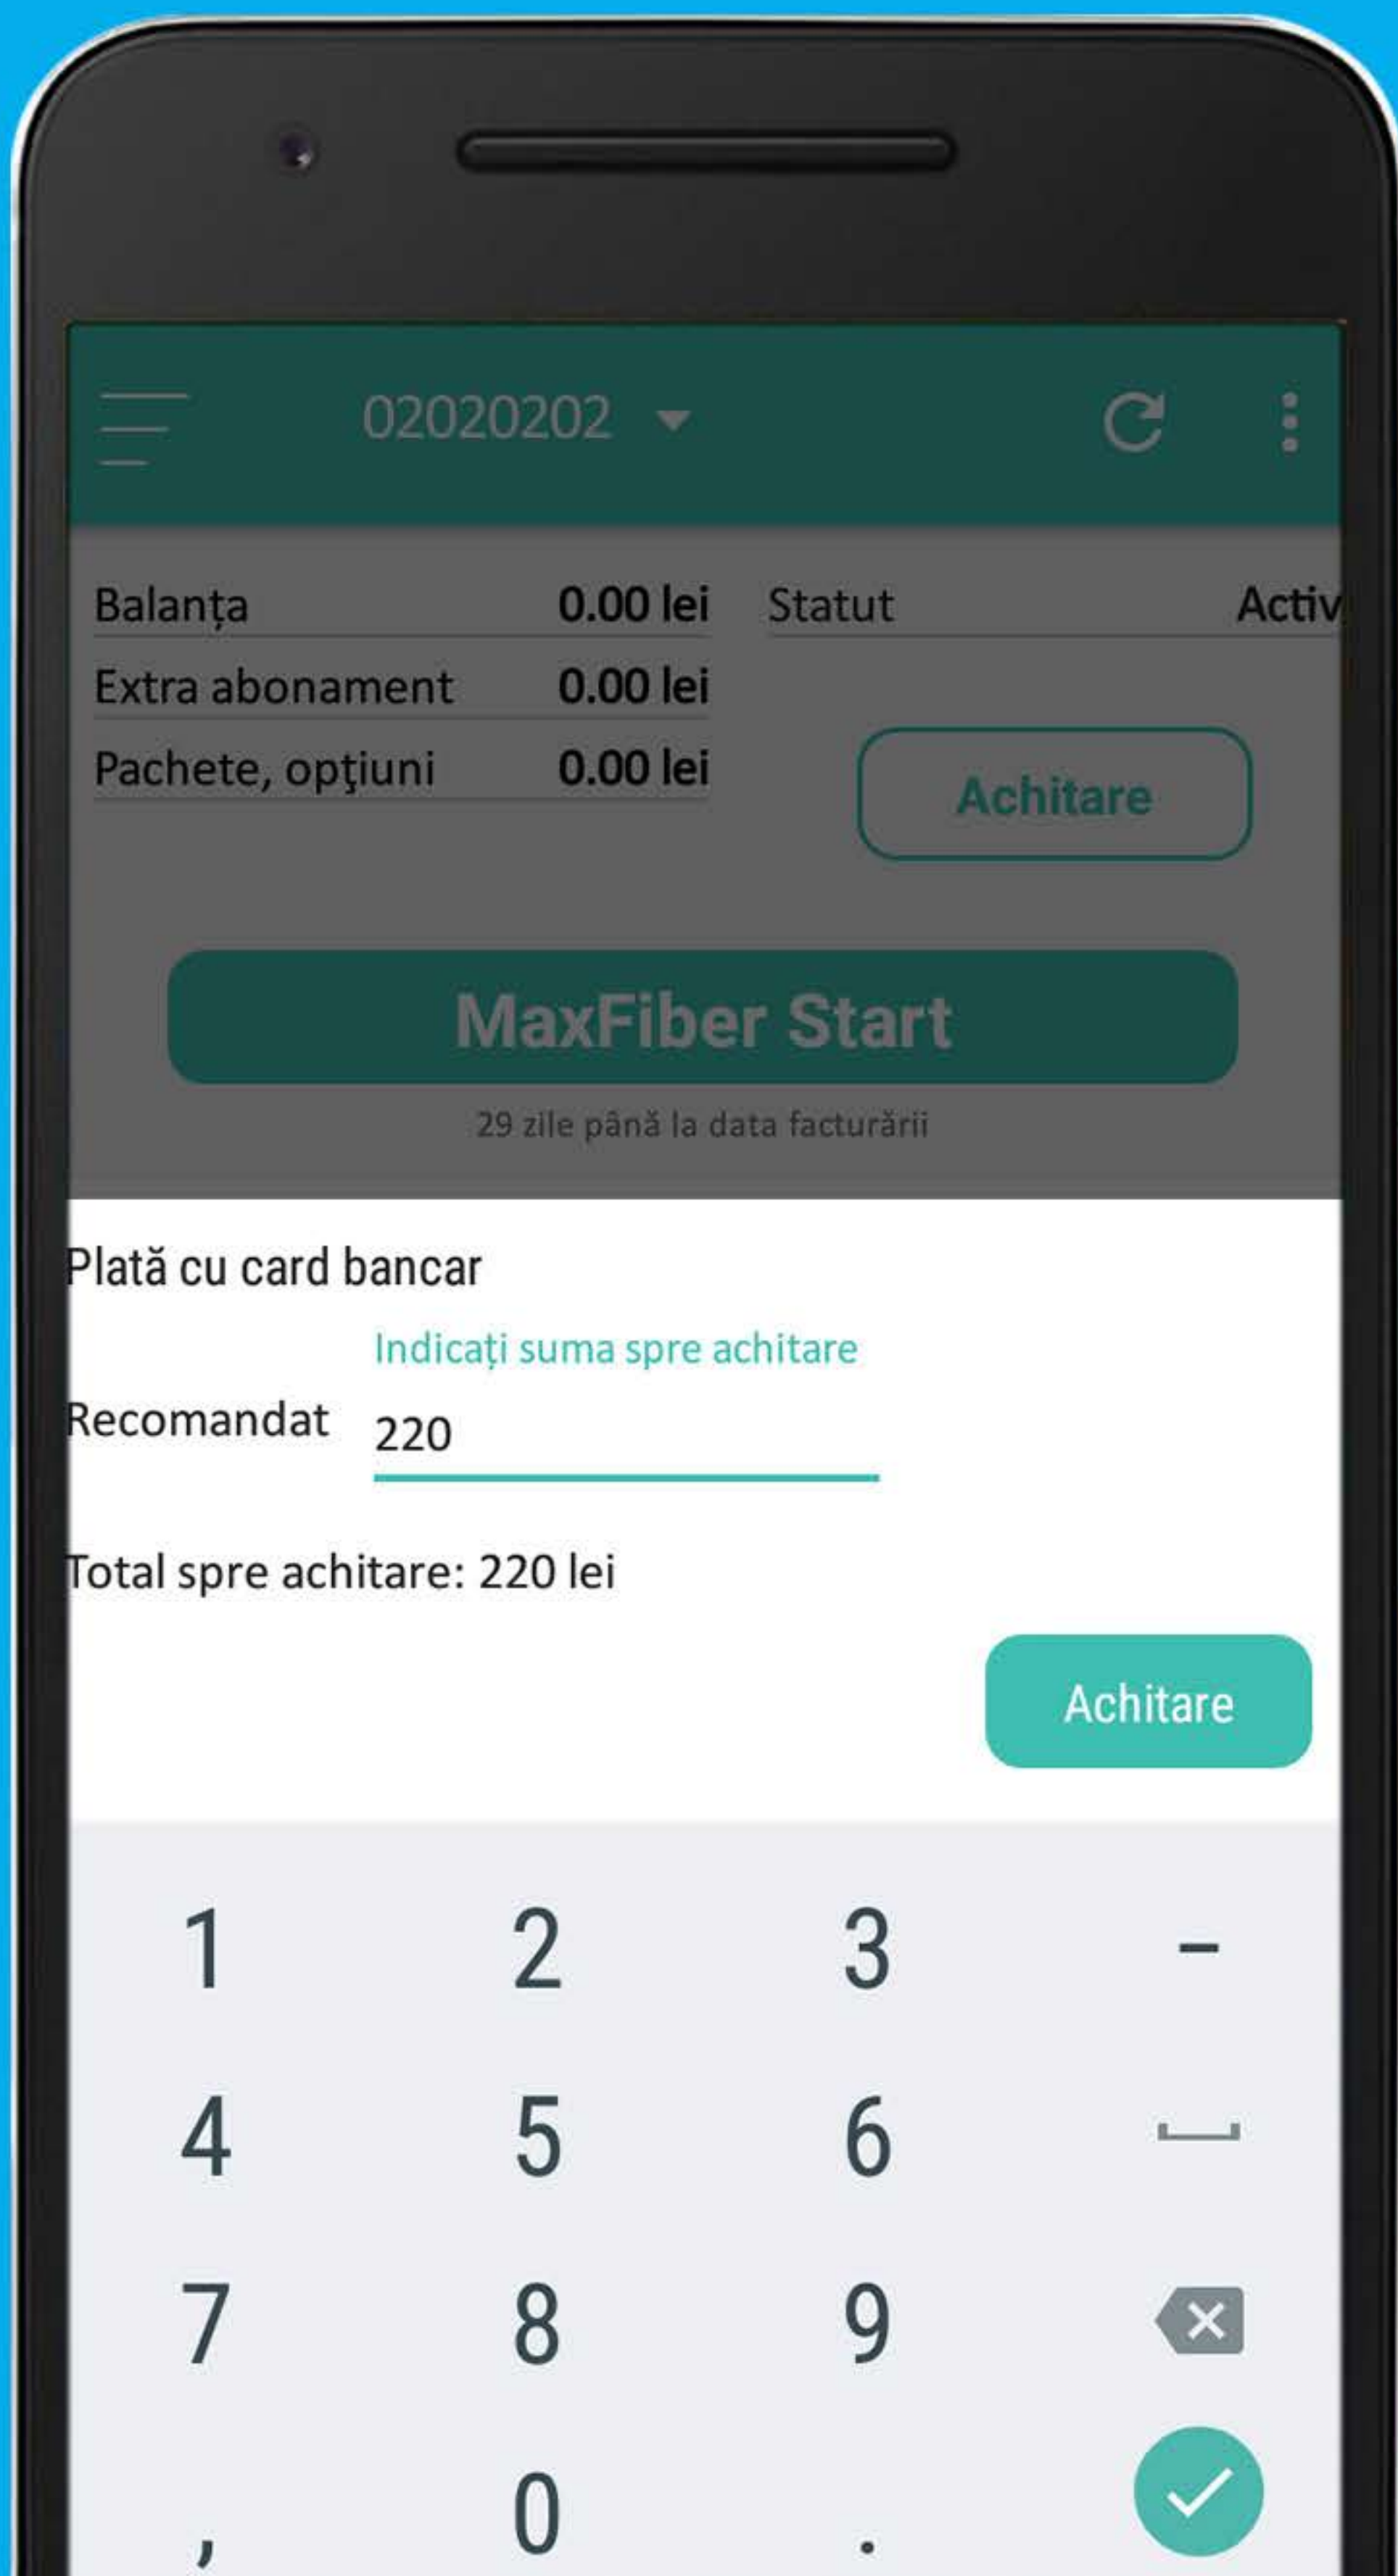 02020202
Balanța 0.00 lei Statut Activ
Extra abonament 0.00 lei
Pachete, opţiuni 0.00 lei
Achitare
MaxFiber Start
29 zile până la data facturării
Plată cu card bancar
Indicați suma spre achitare
Recomandat 220
Total spre achitare: 220 lei
Achitare
1 2 3 -
4 5 6
7 8 9
, 0 .